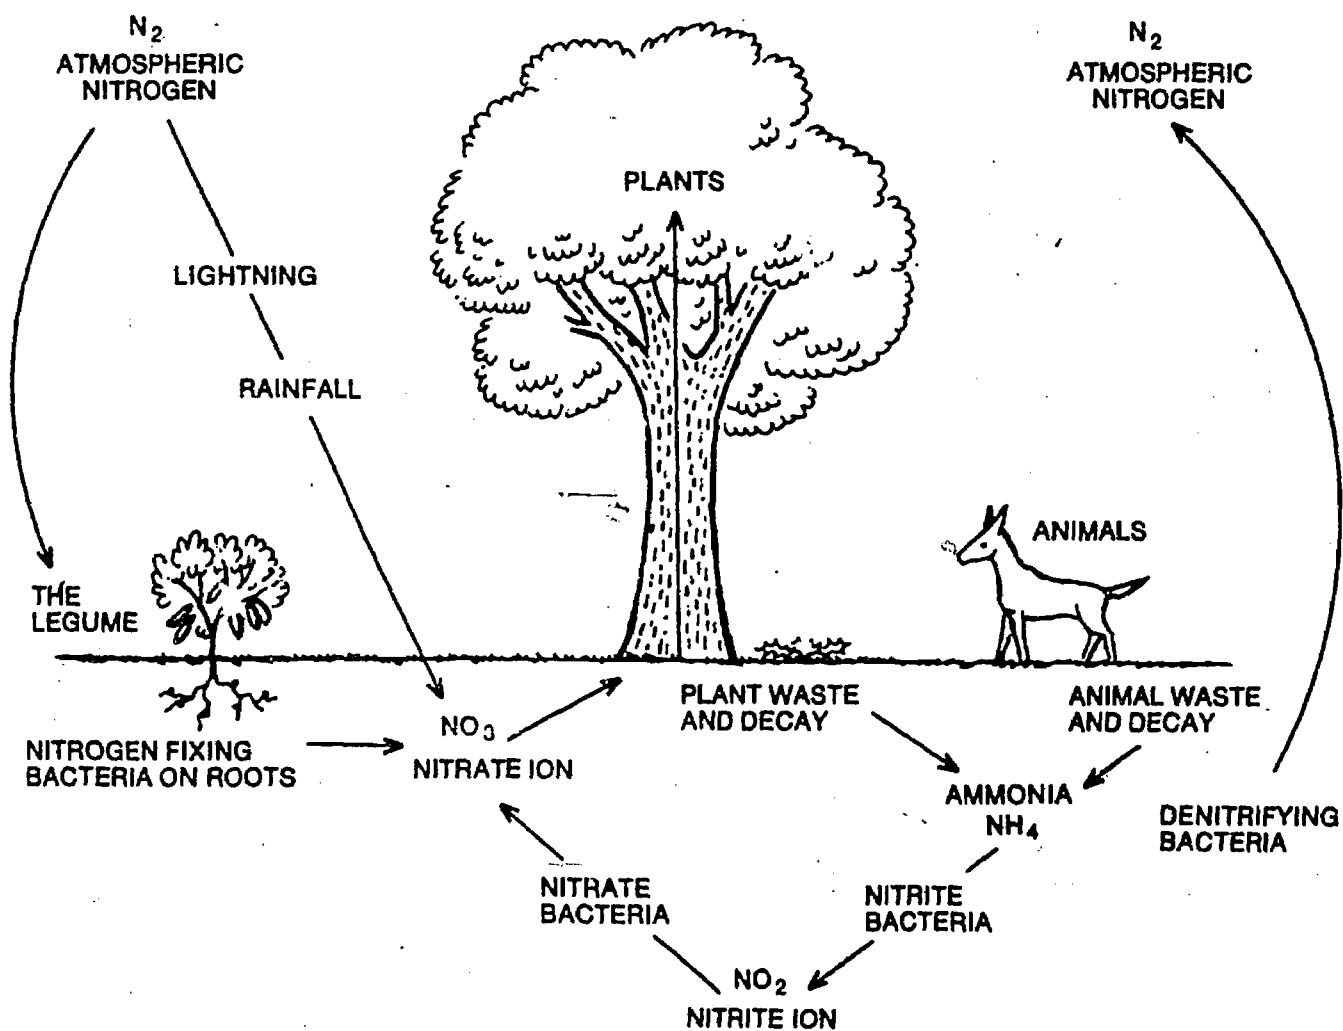 N₂
ATMOSPHERIC
NITROGEN
N₂
ATMOSPHERIC
NITROGEN
PLANTS
LIGHTNING
RAINFALL
ANIMALS
THE
LEGUME
PLANT WASTE
AND DECAY
ANIMAL WASTE
AND DECAY
NO₃
NITRATE ION
NITROGEN FIXING
BACTERIA ON ROOTS
AMMONIA
NH₄
DENITRIFYING
BACTERIA
NITRATE
BACTERIA
NITRITE
BACTERIA
NO₂
NITRITE ION